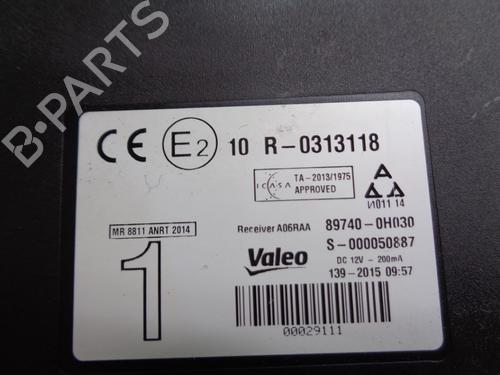 CE E2 10 R-0313118
ICASA TA-2013/1975
APPROVED
И011 14
MR 8811 ANRT 2014
Receiver A06RAA 89740-0H030
1
Valeo
S-000050887
DC 12V - 200mA
139-2015 09:57
00029111
B-PARTS